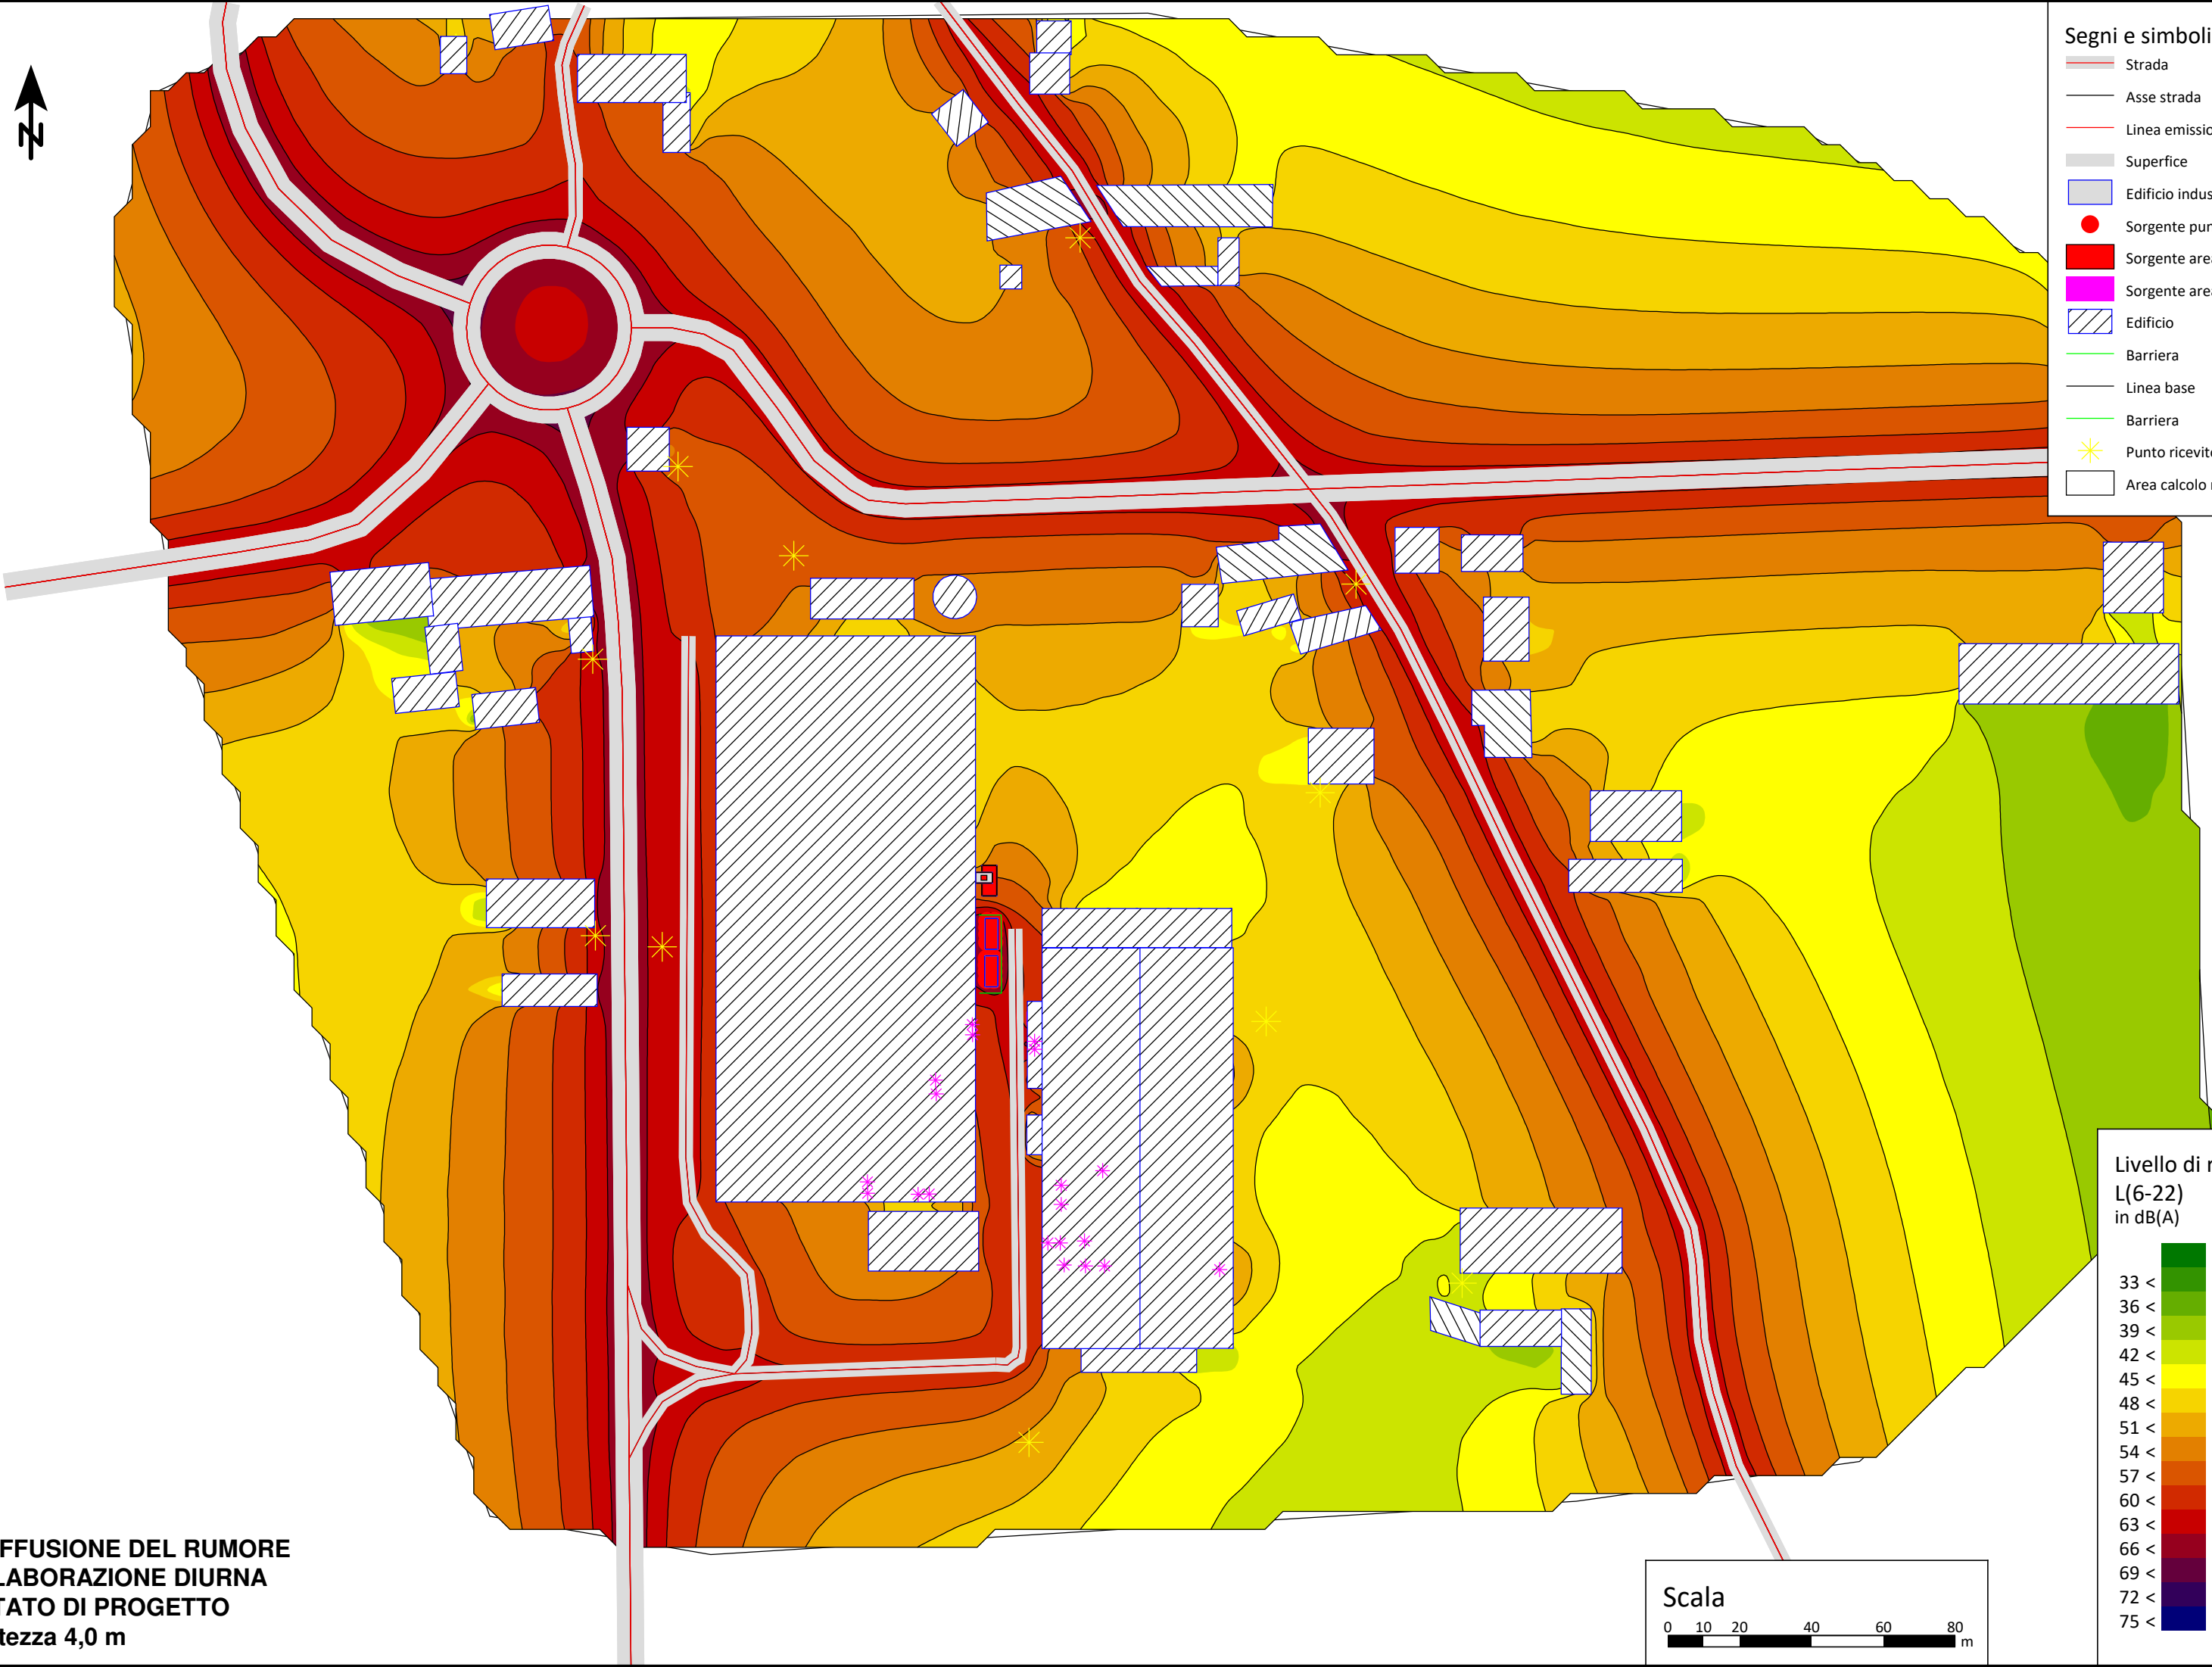 N
Segni e simboli
Strada
Asse strada
Linea emissio
Superfice
Edificio indus
Sorgente pun
Sorgente area
Sorgente area
Edificio
Barriera
Linea base
Barriera
Punto ricevito
Area calcolo r
Livello di r
L(6-22)
in dB(A)
33 <
36 <
39 <
42 <
45 <
48 <
51 <
54 <
57 <
60 <
63 <
66 <
69 <
72 <
75 <
FFUSIONE DEL RUMORE
LABORAZIONE DIURNA
TATO DI PROGETTO
tezza 4,0 m
Scala
0 10 20 40 60 80
m